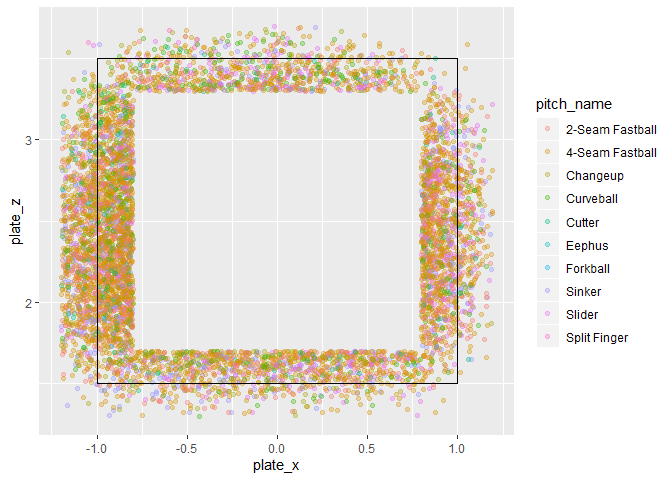 pitch_name
2-Seam Fastball
4-Seam Fastball
Changeup
Curveball
Cutter
Eephus
Forkball
Sinker
Slider
Split Finger
plate_z
3
2
-1.0 -0.5 0.0 0.5 1.0
plate_x